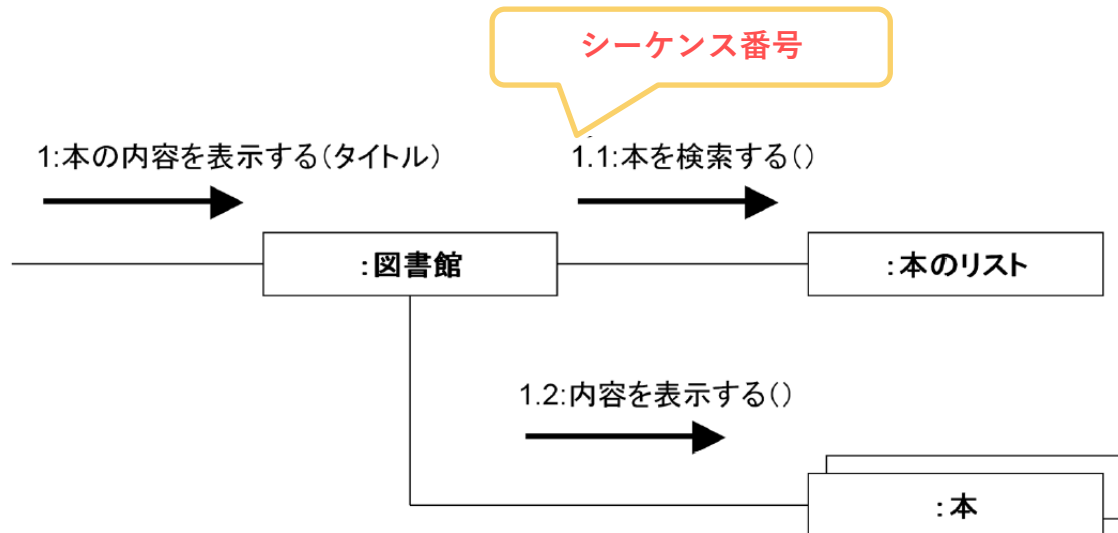 シーケンス番号
1:本の内容を表示する(タイトル)
1.1:本を検索する()
:図書館
:本のリスト
1.2:内容を表示する()
:本